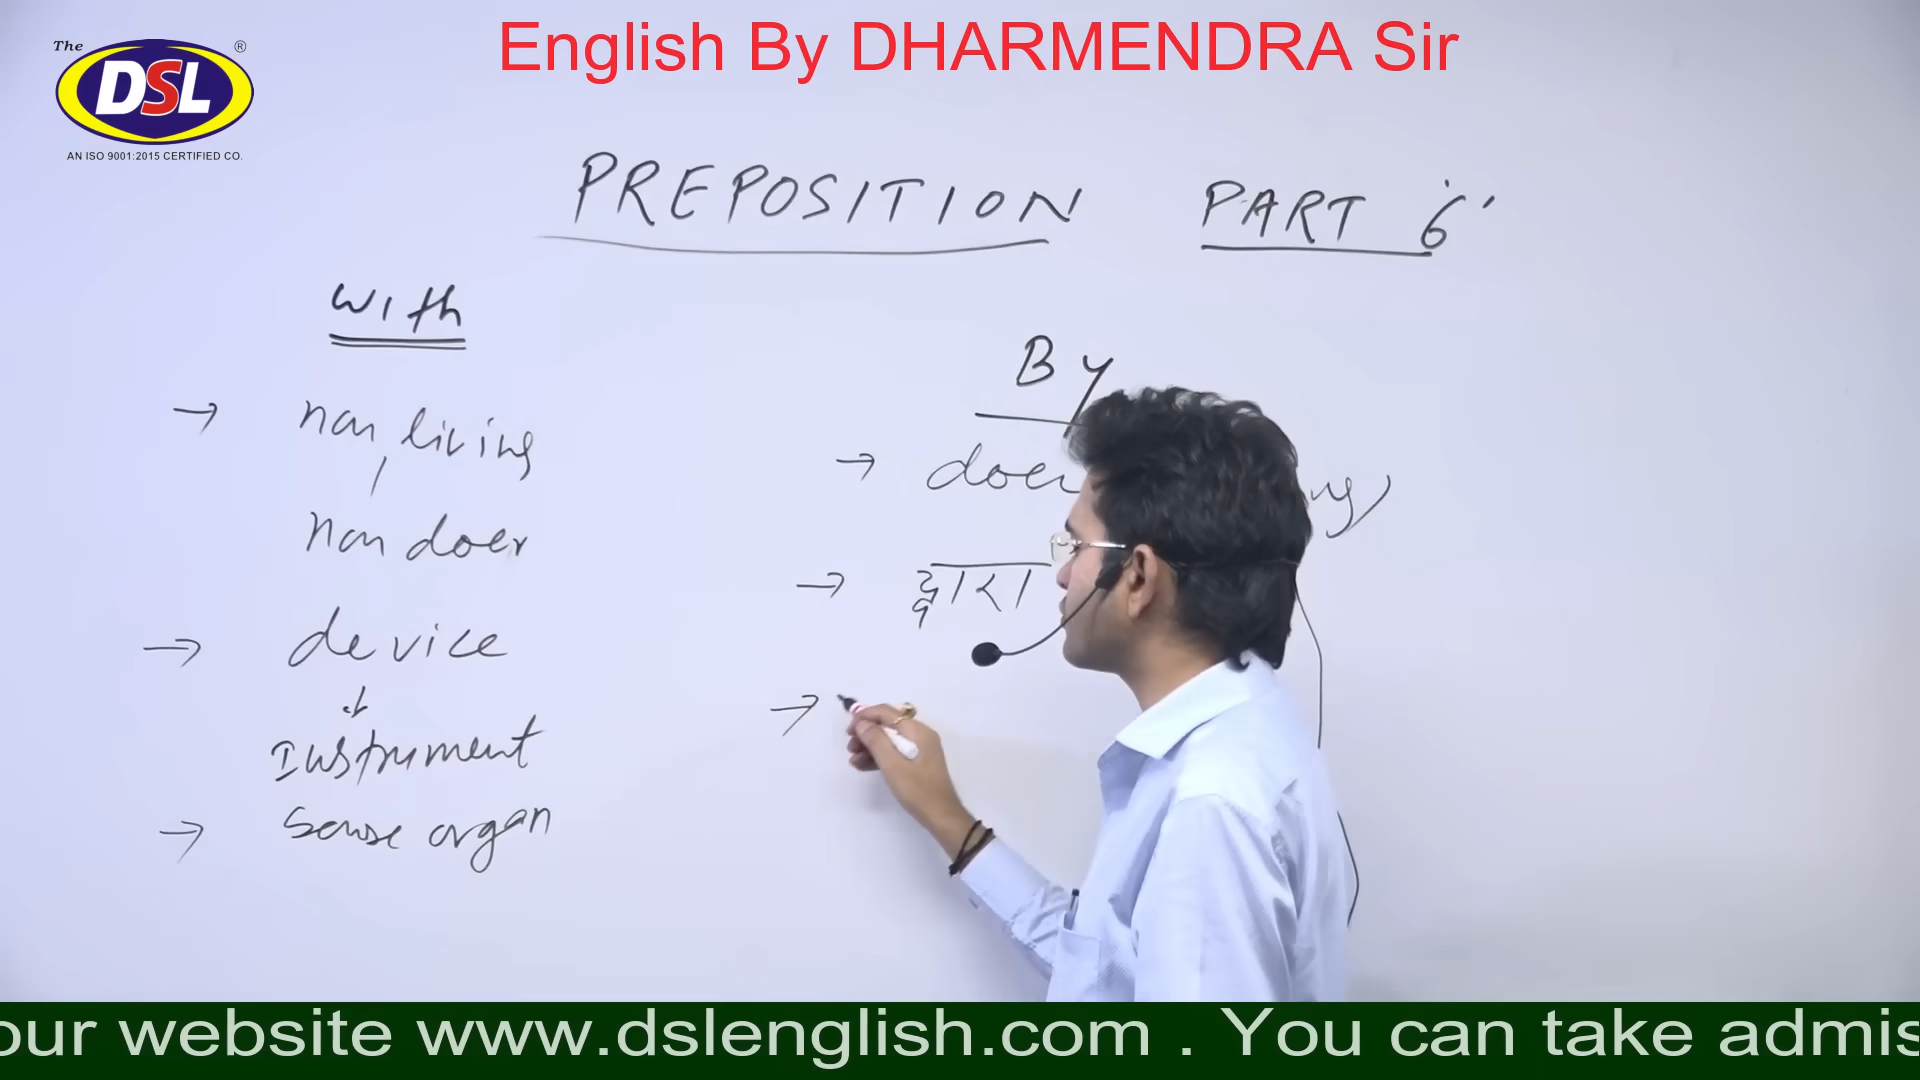 English By DHARMENDRA Sir
The
®
DSL
AN ISO 9001:2015 CERTIFIED CO.
PREPOSITION PART 6
with
By
→ non living
→ doer
non doer
→ द्वारा
→ device
→
Instrument
→ Sense organ
our website www.dslenglish.com . You can take admis